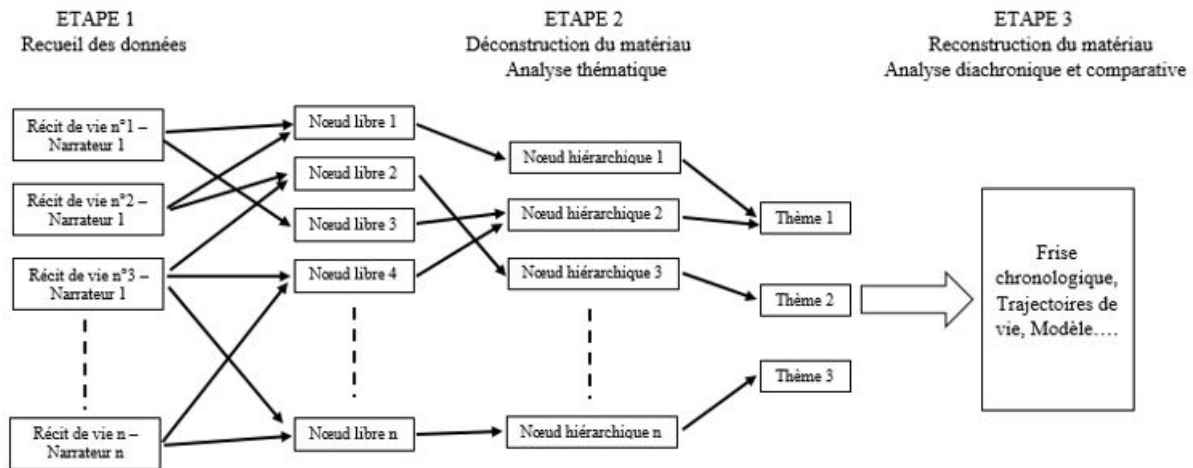 ETAPE 1
Recueil des données
ETAPE 2
Déconstruction du matériau
Analyse thématique
ETAPE 3
Reconstruction du matériau
Analyse diachronique et comparative
Récit de vie n°1 –
Narrateur 1
Récit de vie n°2 –
Narrateur 1
Récit de vie n°3 –
Narrateur 1
Récit de vie n –
Narrateur n
Nœud libre 1
Nœud libre 2
Nœud libre 3
Nœud libre 4
Nœud libre n
Nœud hiérarchique 1
Nœud hiérarchique 2
Nœud hiérarchique 3
Nœud hiérarchique n
Thème 1
Thème 2
Thème 3
Frise
chronologique,
Trajectoires de
vie, Modèle….